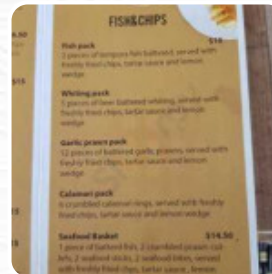 FISH&CHIPS
Fish pack $16
2 pieces of tempura fish battered, served with
freshly fried chips, tartar sauce and lemon
wedge
Whiting pack
5 pieces of beer battered whiting, served with
freshly fried chips, tartar sauce and lemon
wedge
Garlic prawn pack
12 pieces of battered garlic prawns, served with
freshly fried chips, tartar sauce and lemon
wedge
Calamari pack
6 crumbled calamari rings, served with freshly
fried chips, tartar sauce and lemon wedge
Seafood Basket $14.50
1 piece of battered fish, 2 crumbled prawn cut-
lets, 2 seafood sticks, 2 seafood bites, served
with freshly fried chips, tartar sauce, lemon